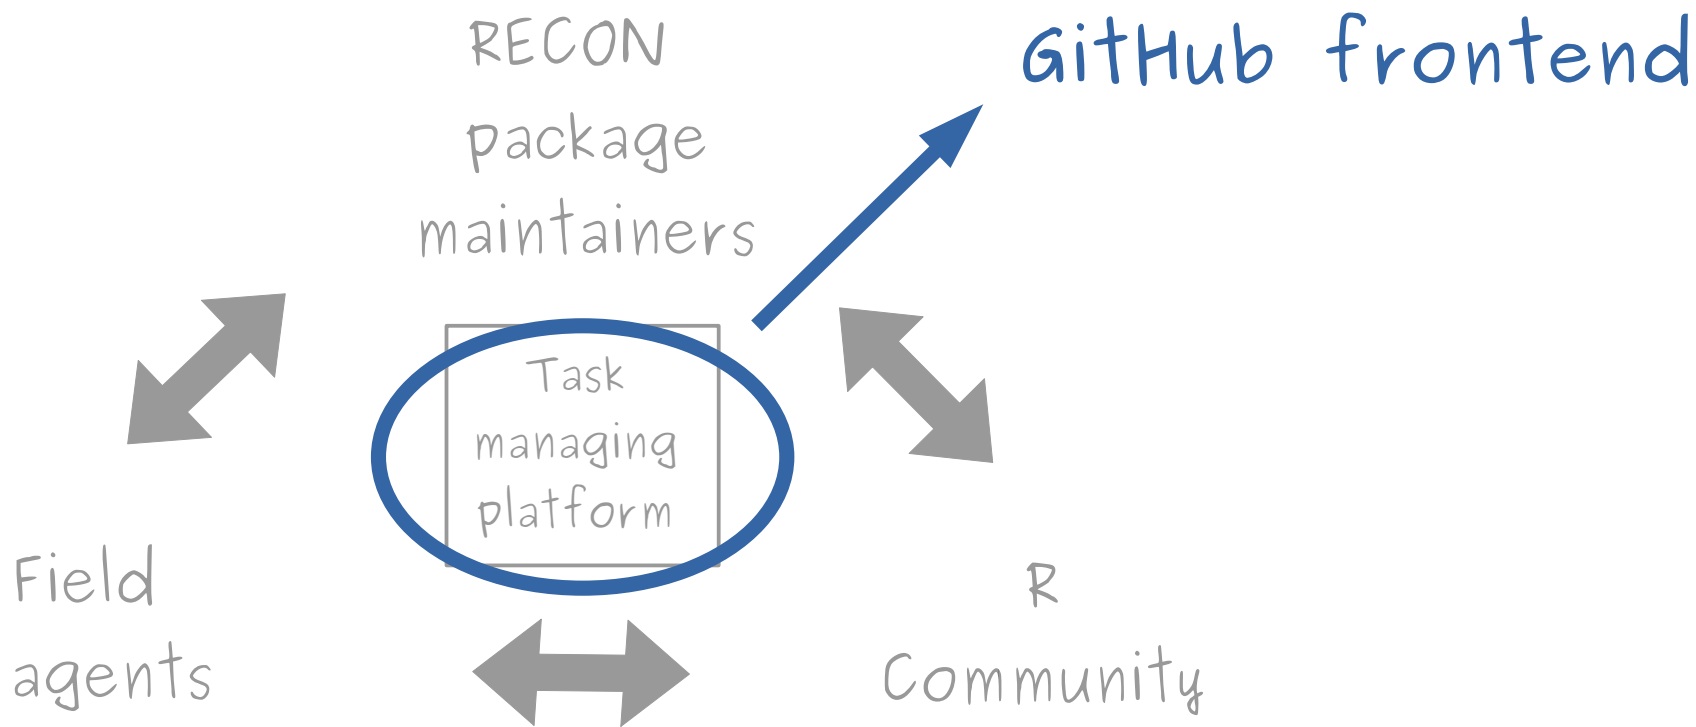 RECON
package
maintainers
GitHub frontend
Task
managing
platform
Field
agents
R
Community